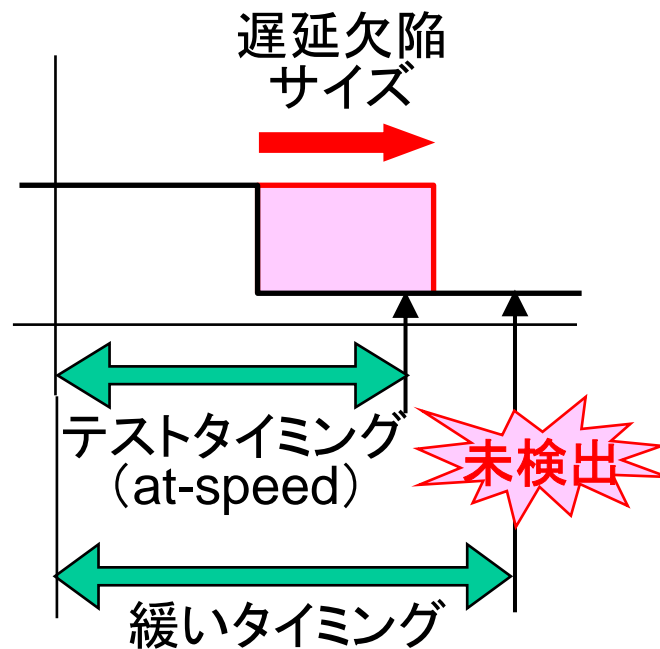 遅延欠陥
サイズ
テストタイミング
（at-speed）
未検出
緩いタイミング